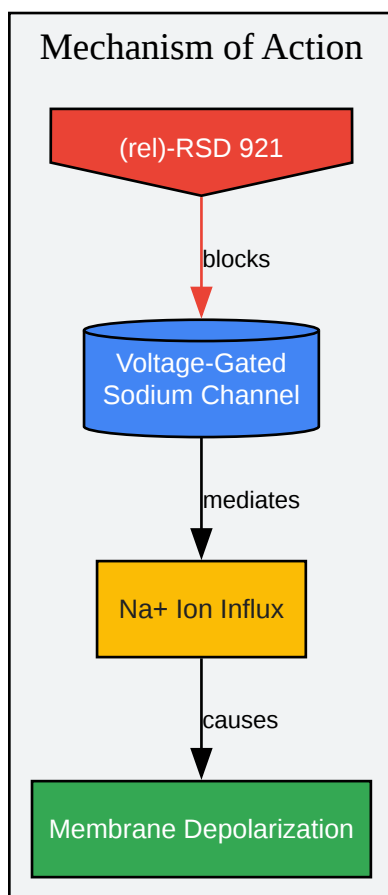 Mechanism of Action
(rel)-RSD 921
blocks
Voltage-Gated
Sodium Channel
mediates
Na+ Ion Influx
causes
Membrane Depolarization